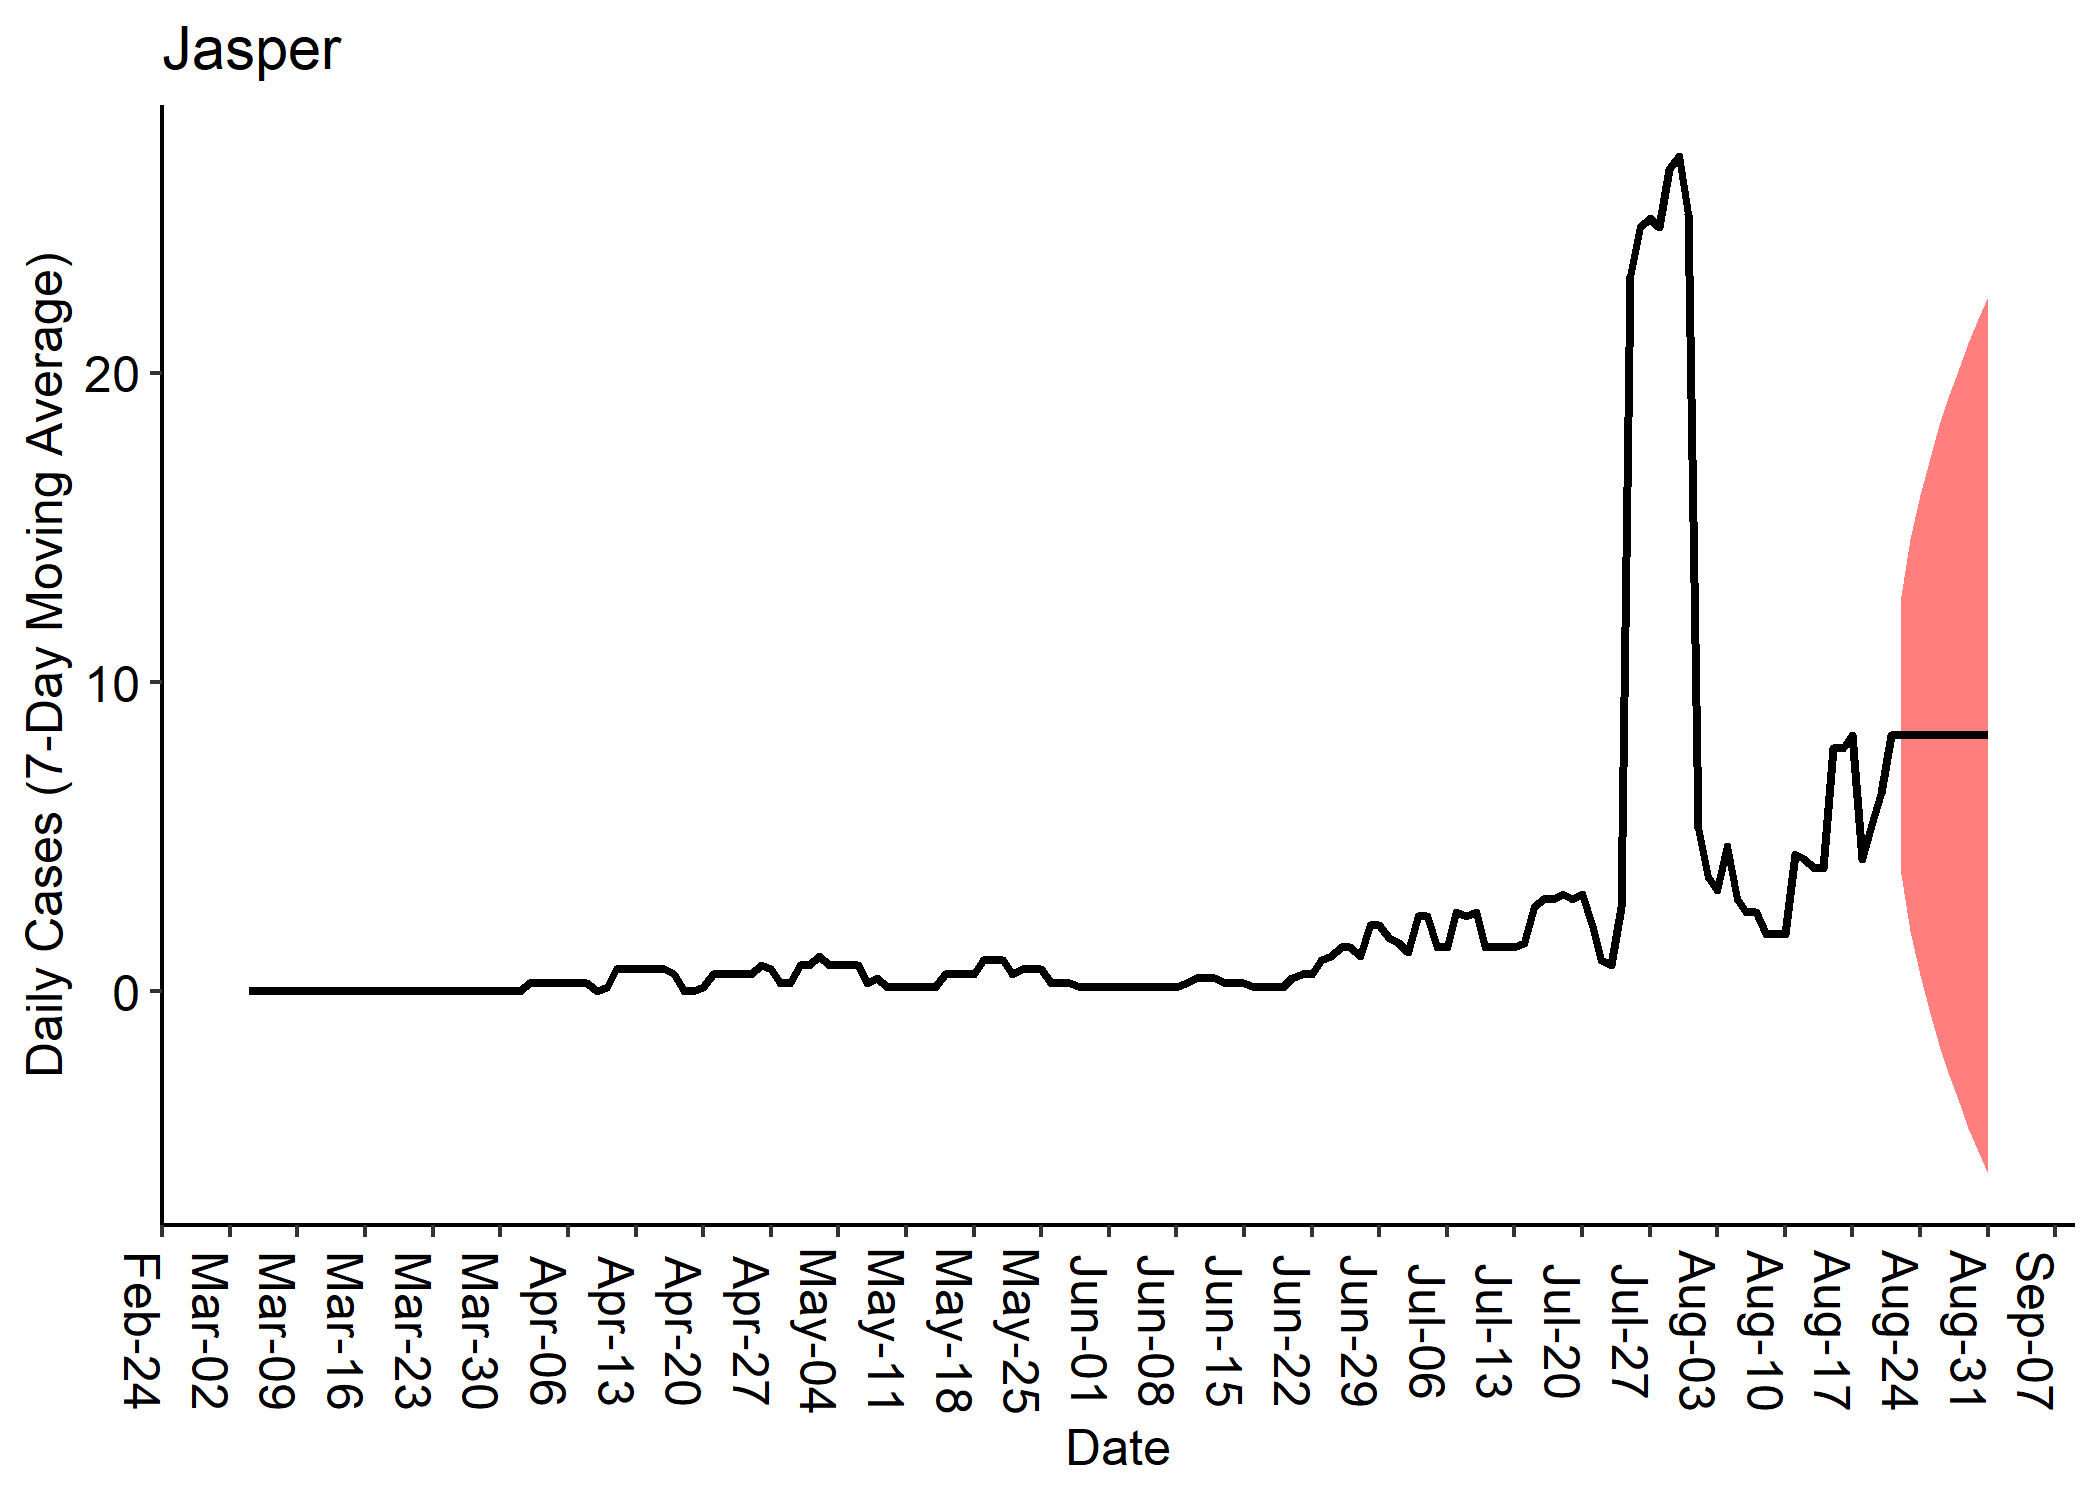 Jasper
Daily Cases (7-Day Moving Average)
20
10
0
Feb-24
Mar-02
Mar-09
Mar-16
Mar-23
Mar-30
Apr-06
Apr-13
Apr-20
Apr-27
May-04
May-11
May-18
May-25
Jun-01
Jun-08
Jun-15
Jun-22
Jun-29
Jul-06
Jul-13
Jul-20
Jul-27
Aug-03
Aug-10
Aug-17
Aug-24
Aug-31
Sep-07
Date